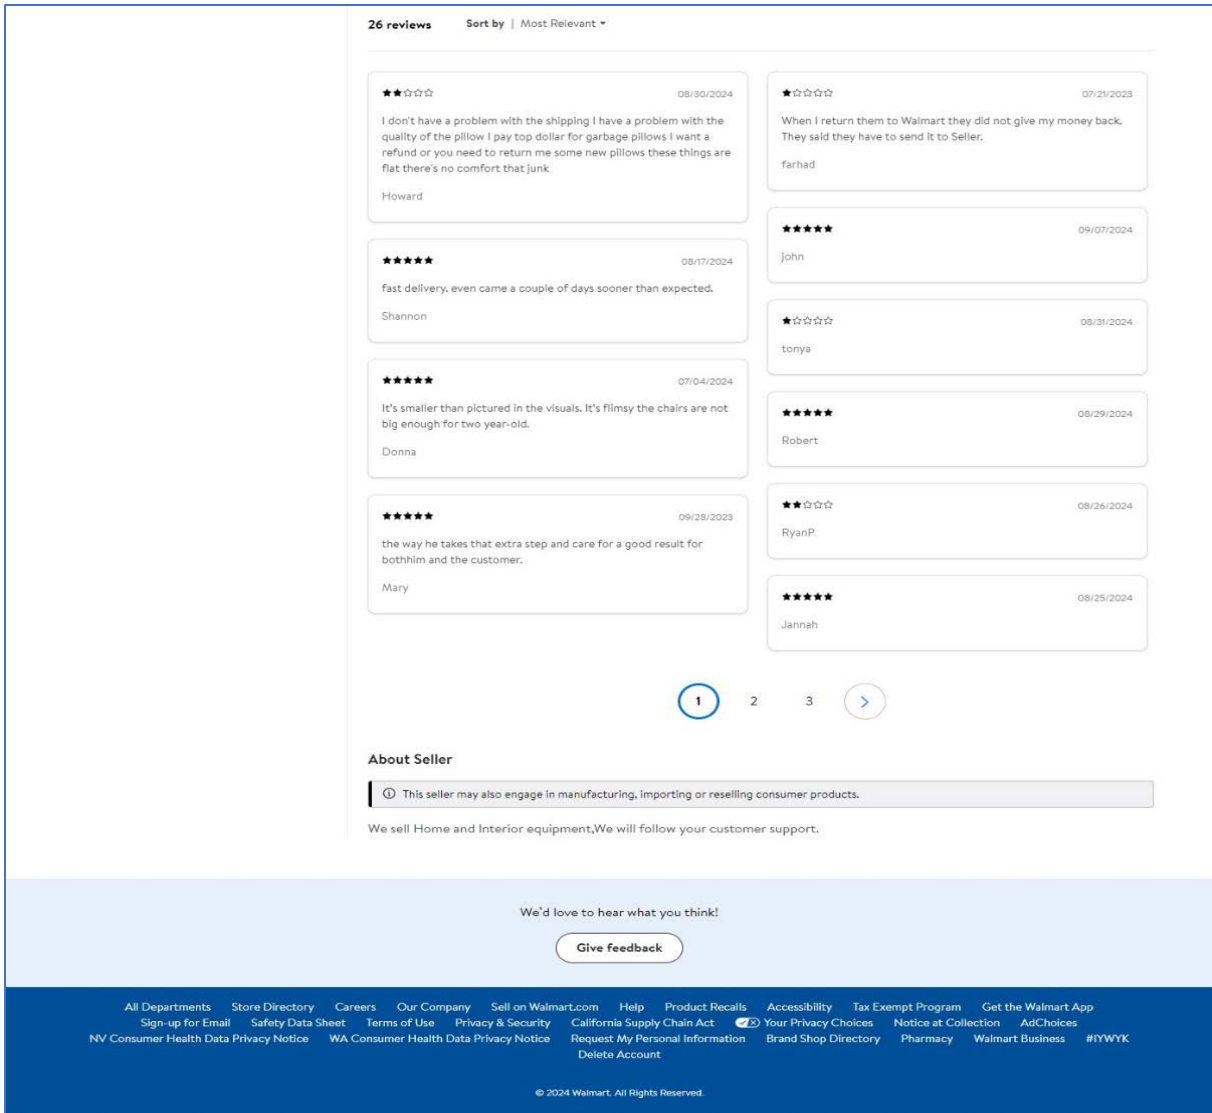 26 reviews
Sort by | Most Relevant
08/30/2024
I don't have a problem with the shipping I have a problem with the
quality of the pillow I pay top dollar for garbage pillows I want a
refund or you need to return me some new pillows these things are
flat there's no comfort that junk
Howard
08/17/2024
fast delivery. even came a couple of days sooner than expected.
Shannon
07/04/2024
It's smaller than pictured in the visuals. It's flimsy the chairs are not
big enough for two year-old.
Donna
09/28/2023
the way he takes that extra step and care for a good result for
bothhim and the customer.
Mary
07/21/2023
When I return them to Walmart they did not give my money back.
They said they have to send it to Seller.
farhad
09/07/2024
john
08/31/2024
tonya
08/29/2024
Robert
08/26/2024
RyanP
08/25/2024
Jannah
1 2 3 >
About Seller
This seller may also engage in manufacturing, importing or reselling consumer products.
We sell Home and Interior equipment,We will follow your customer support.
We'd love to hear what you think!
Give feedback
All Departments Store Directory Careers Our Company Sell on Walmart.com Help Product Recalls Accessibility Tax Exempt Program Get the Walmart App
Sign-up for Email Safety Data Sheet Terms of Use Privacy & Security California Supply Chain Act Your Privacy Choices Notice at Collection AdChoices
NV Consumer Health Data Privacy Notice WA Consumer Health Data Privacy Notice Request My Personal Information Brand Shop Directory Pharmacy Walmart Business #IYWYK
Delete Account
© 2024 Walmart. All Rights Reserved.